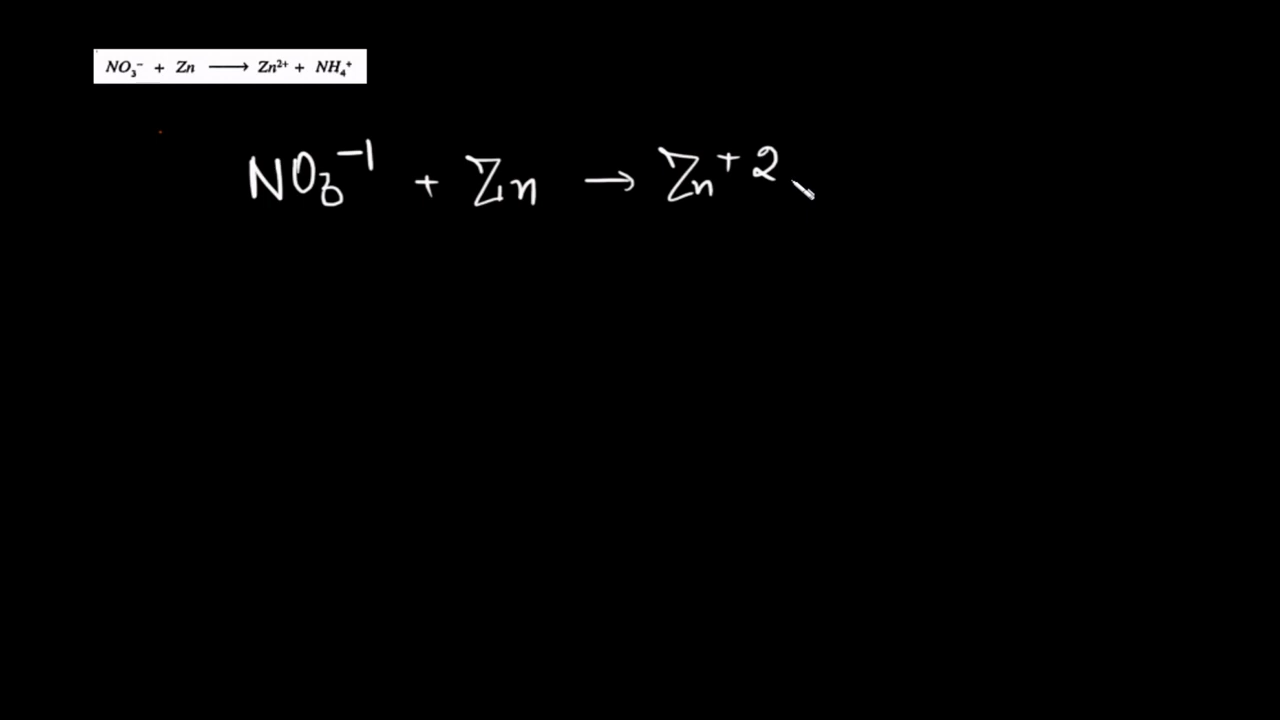 NO₃⁻ + Zn ⟶ Zn²⁺ + NH₄⁺
NO₃⁻¹ + Zn → Zn⁺²